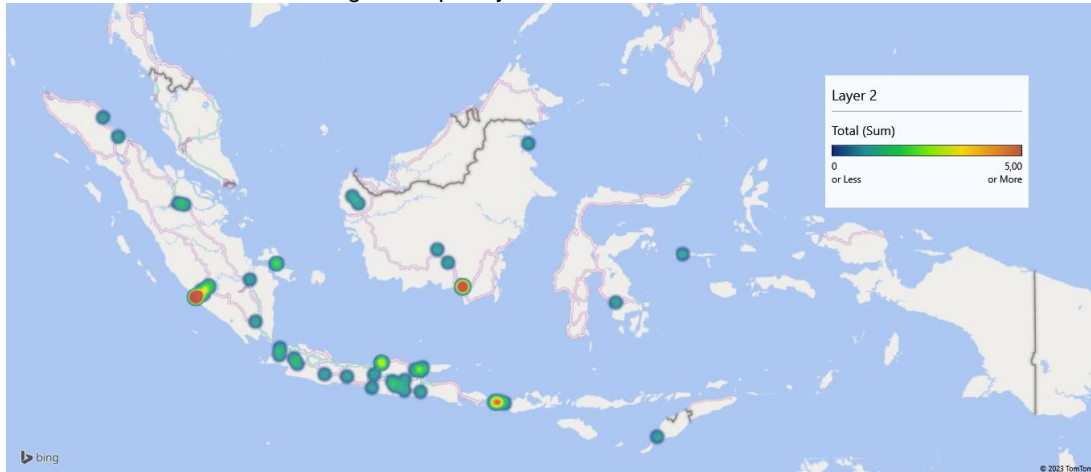 Layer 2
Total (Sum)
0
5,00
or Less
or More
bing
© 2023 TomTom